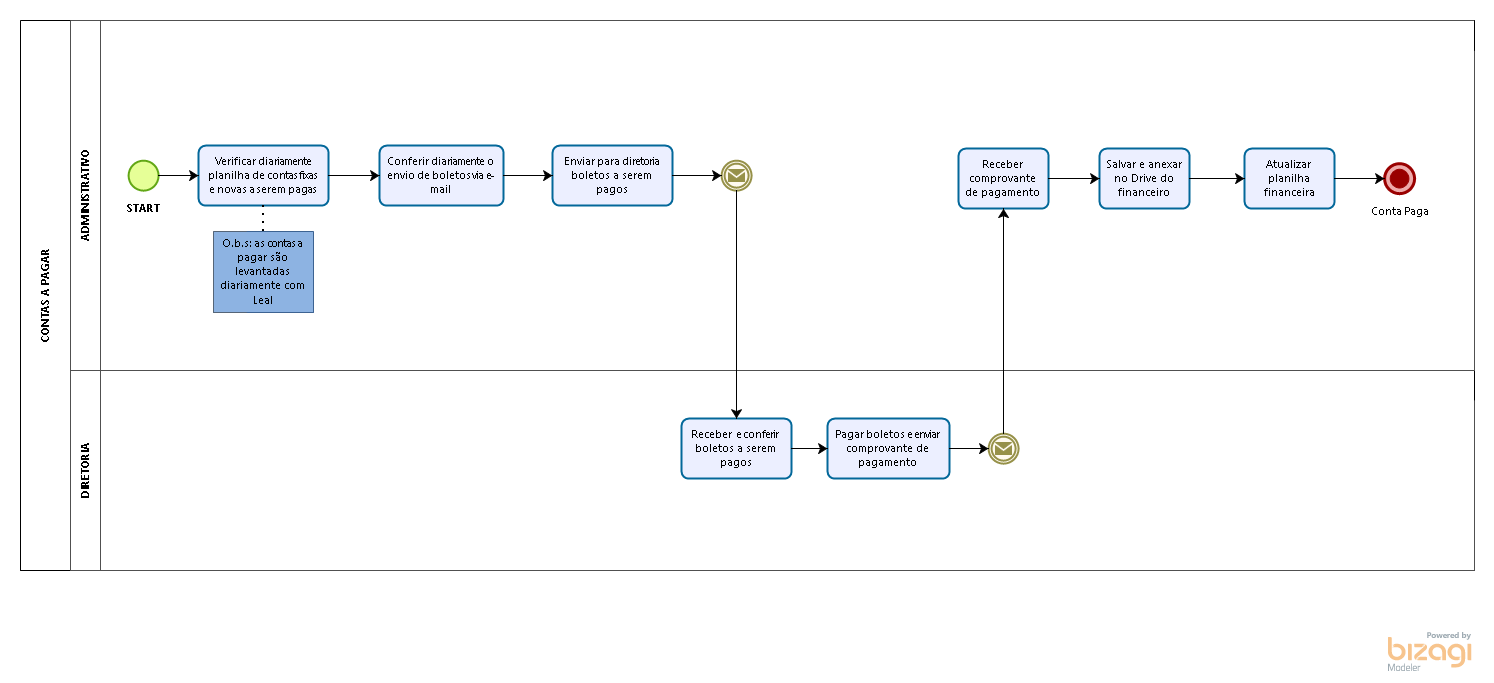 CONTAS A PAGAR
ADMINISTRATIVO
START
Verificar diariamente
planilha de contas fixas
e novas a serem pagas
O.b.s: as contas a
pagar são
levantadas
diariamente com
Leal
Conferir diariamente o
envio de boletos via e-
mail
Enviar para diretoria
boletos a serem
pagos
Receber
comprovante
de pagamento
Salvar e anexar
no Drive do
financeiro
Atualizar
planilha
financeira
Conta Paga
DIRETORIA
Receber e conferir
boletos a serem
pagos
Pagar boletos e enviar
comprovante de
pagamento
Powered by
bizagi
Modeler